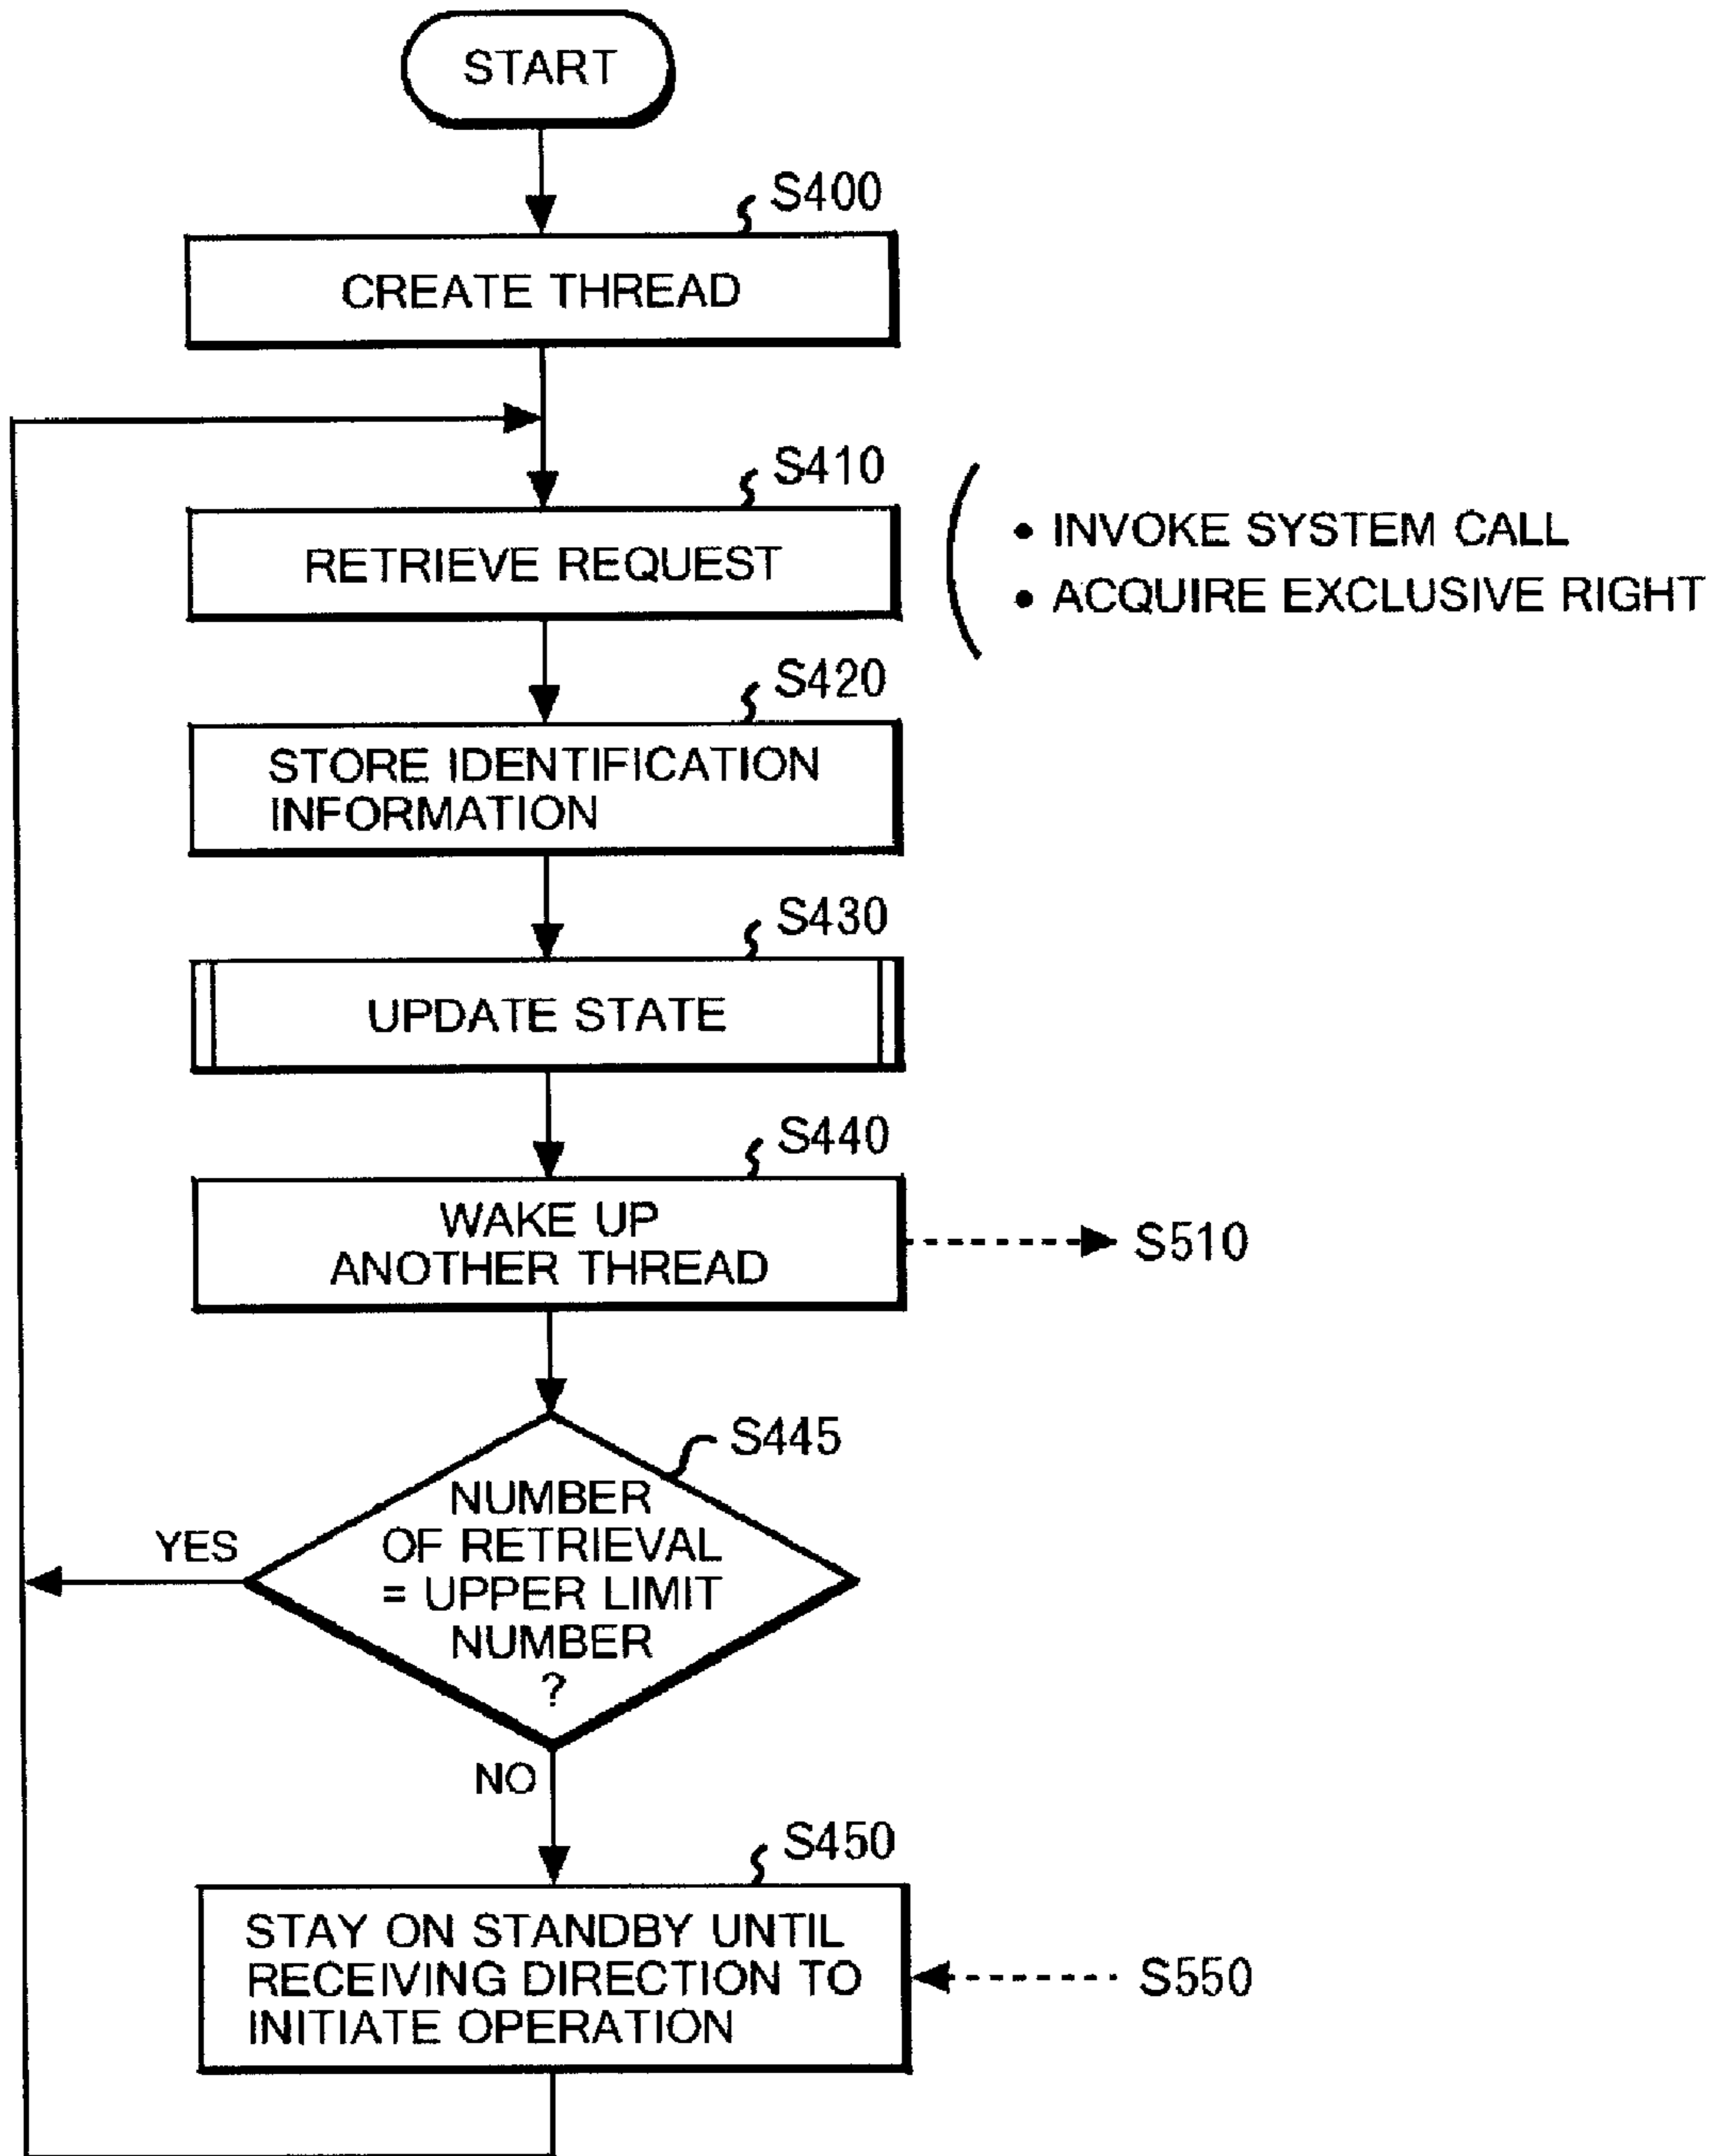 START
S400
CREATE THREAD
S410
RETRIEVE REQUEST
• INVOKE SYSTEM CALL
• ACQUIRE EXCLUSIVE RIGHT
S420
STORE IDENTIFICATION
INFORMATION
S430
UPDATE STATE
S440
WAKE UP
ANOTHER THREAD
S510
S445
NUMBER
OF RETRIEVAL
= UPPER LIMIT
NUMBER
?
YES
NO
S450
STAY ON STANDBY UNTIL
RECEIVING DIRECTION TO
INITIATE OPERATION
S550